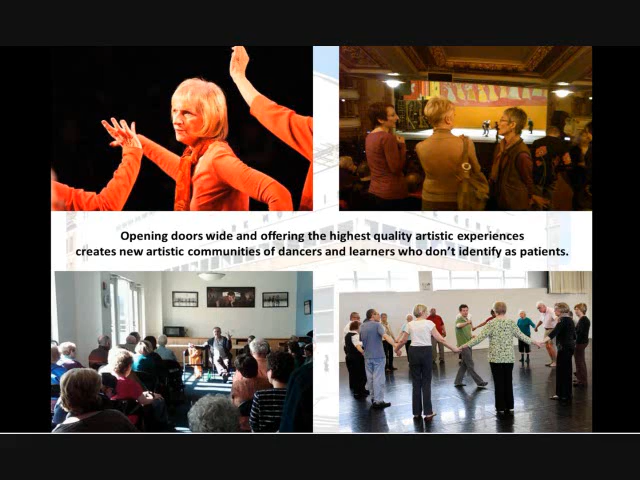 Opening doors wide and offering the highest quality artistic experiences
creates new artistic communities of dancers and learners who don't identify as patients.